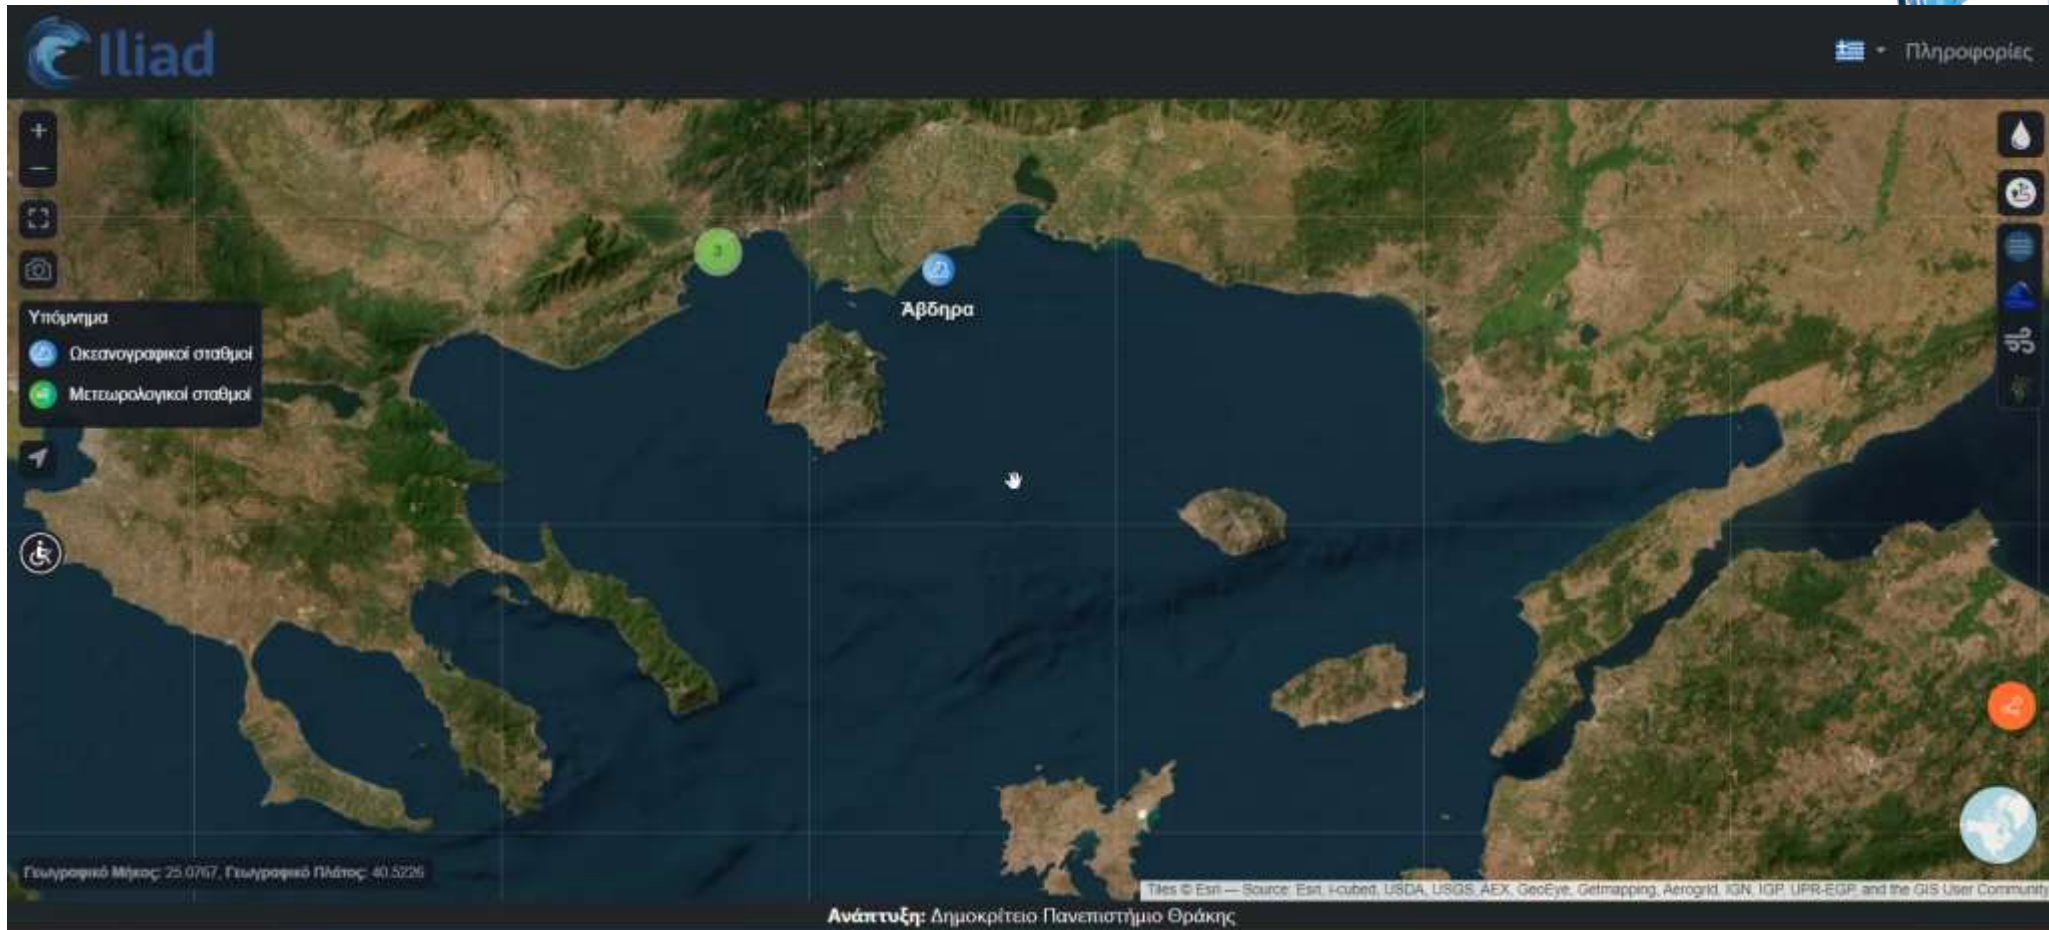 Iliad
Πληροφορίες
+
−
3
Άβδηρα
Υπόμνημα
Ωκεανογραφικοί σταθμοί
Μετεωρολογικοί σταθμοί
Γεωγραφικό Μήκος: 25.0767, Γεωγραφικό Πλάτος: 40.5226
Tiles © Esri — Source: Esri, i-cubed, USDA, USGS, AEX, GeoEye, Getmapping, Aerogrid, IGN, IGP, UPR-EGP, and the GIS User Community
Ανάπτυξη: Δημοκρίτειο Πανεπιστήμιο Θράκης